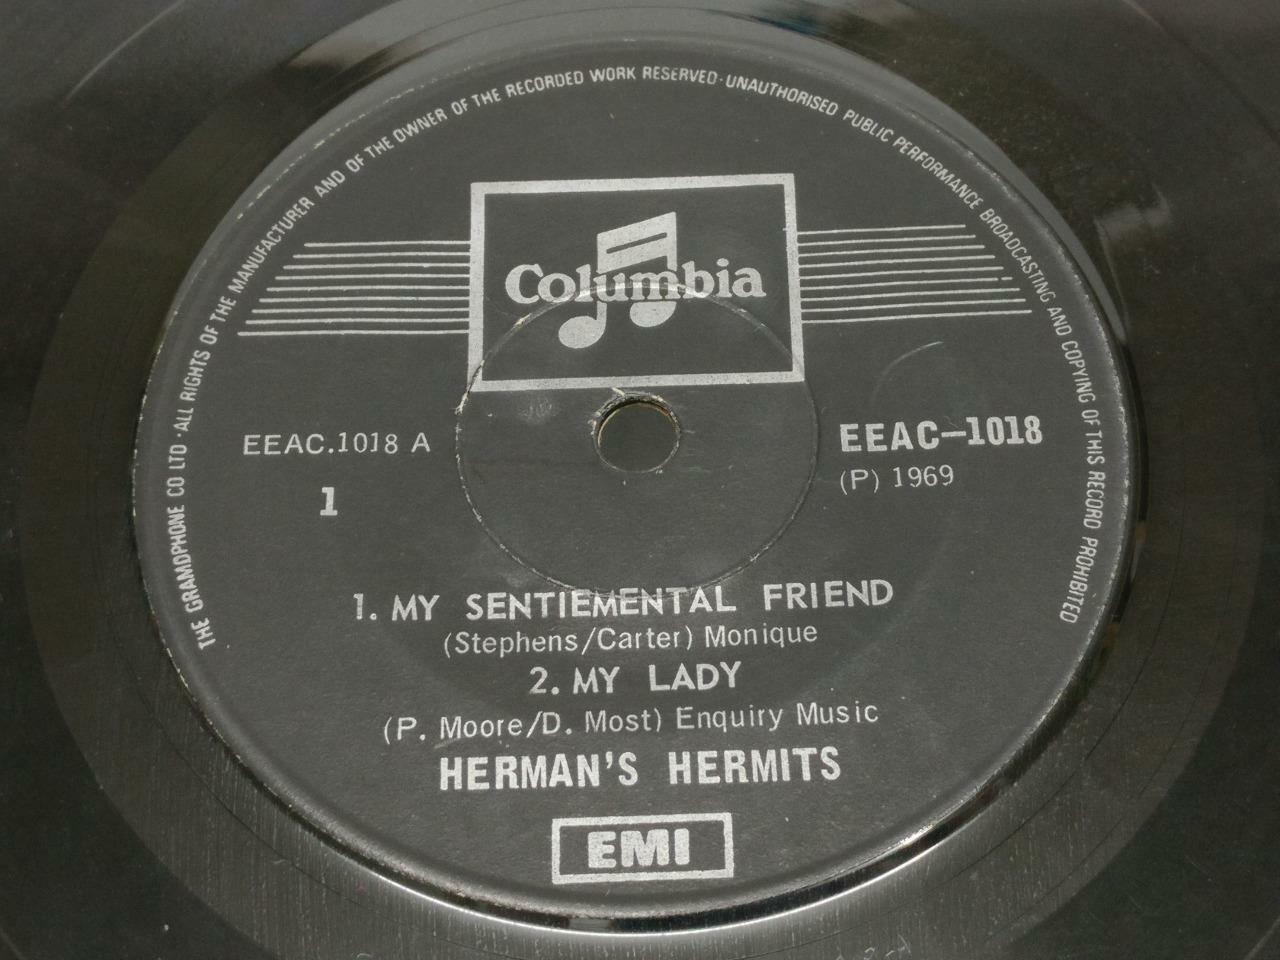 THE GRAMOPHONE CO LTD · ALL RIGHTS OF THE MANUFACTURER AND OF THE OWNER OF THE RECORDED WORK RESERVED · UNAUTHORISED PUBLIC PERFORMANCE BROADCASTING AND COPYING OF THIS RECORD PROHIBITED
Columbia
EEAC.1018 A
1
EEAC—1018
(P) 1969
1. MY SENTIEMENTAL FRIEND
(Stephens/Carter) Monique
2. MY LADY
(P. Moore/D. Most) Enquiry Music
HERMAN'S HERMITS
EMI